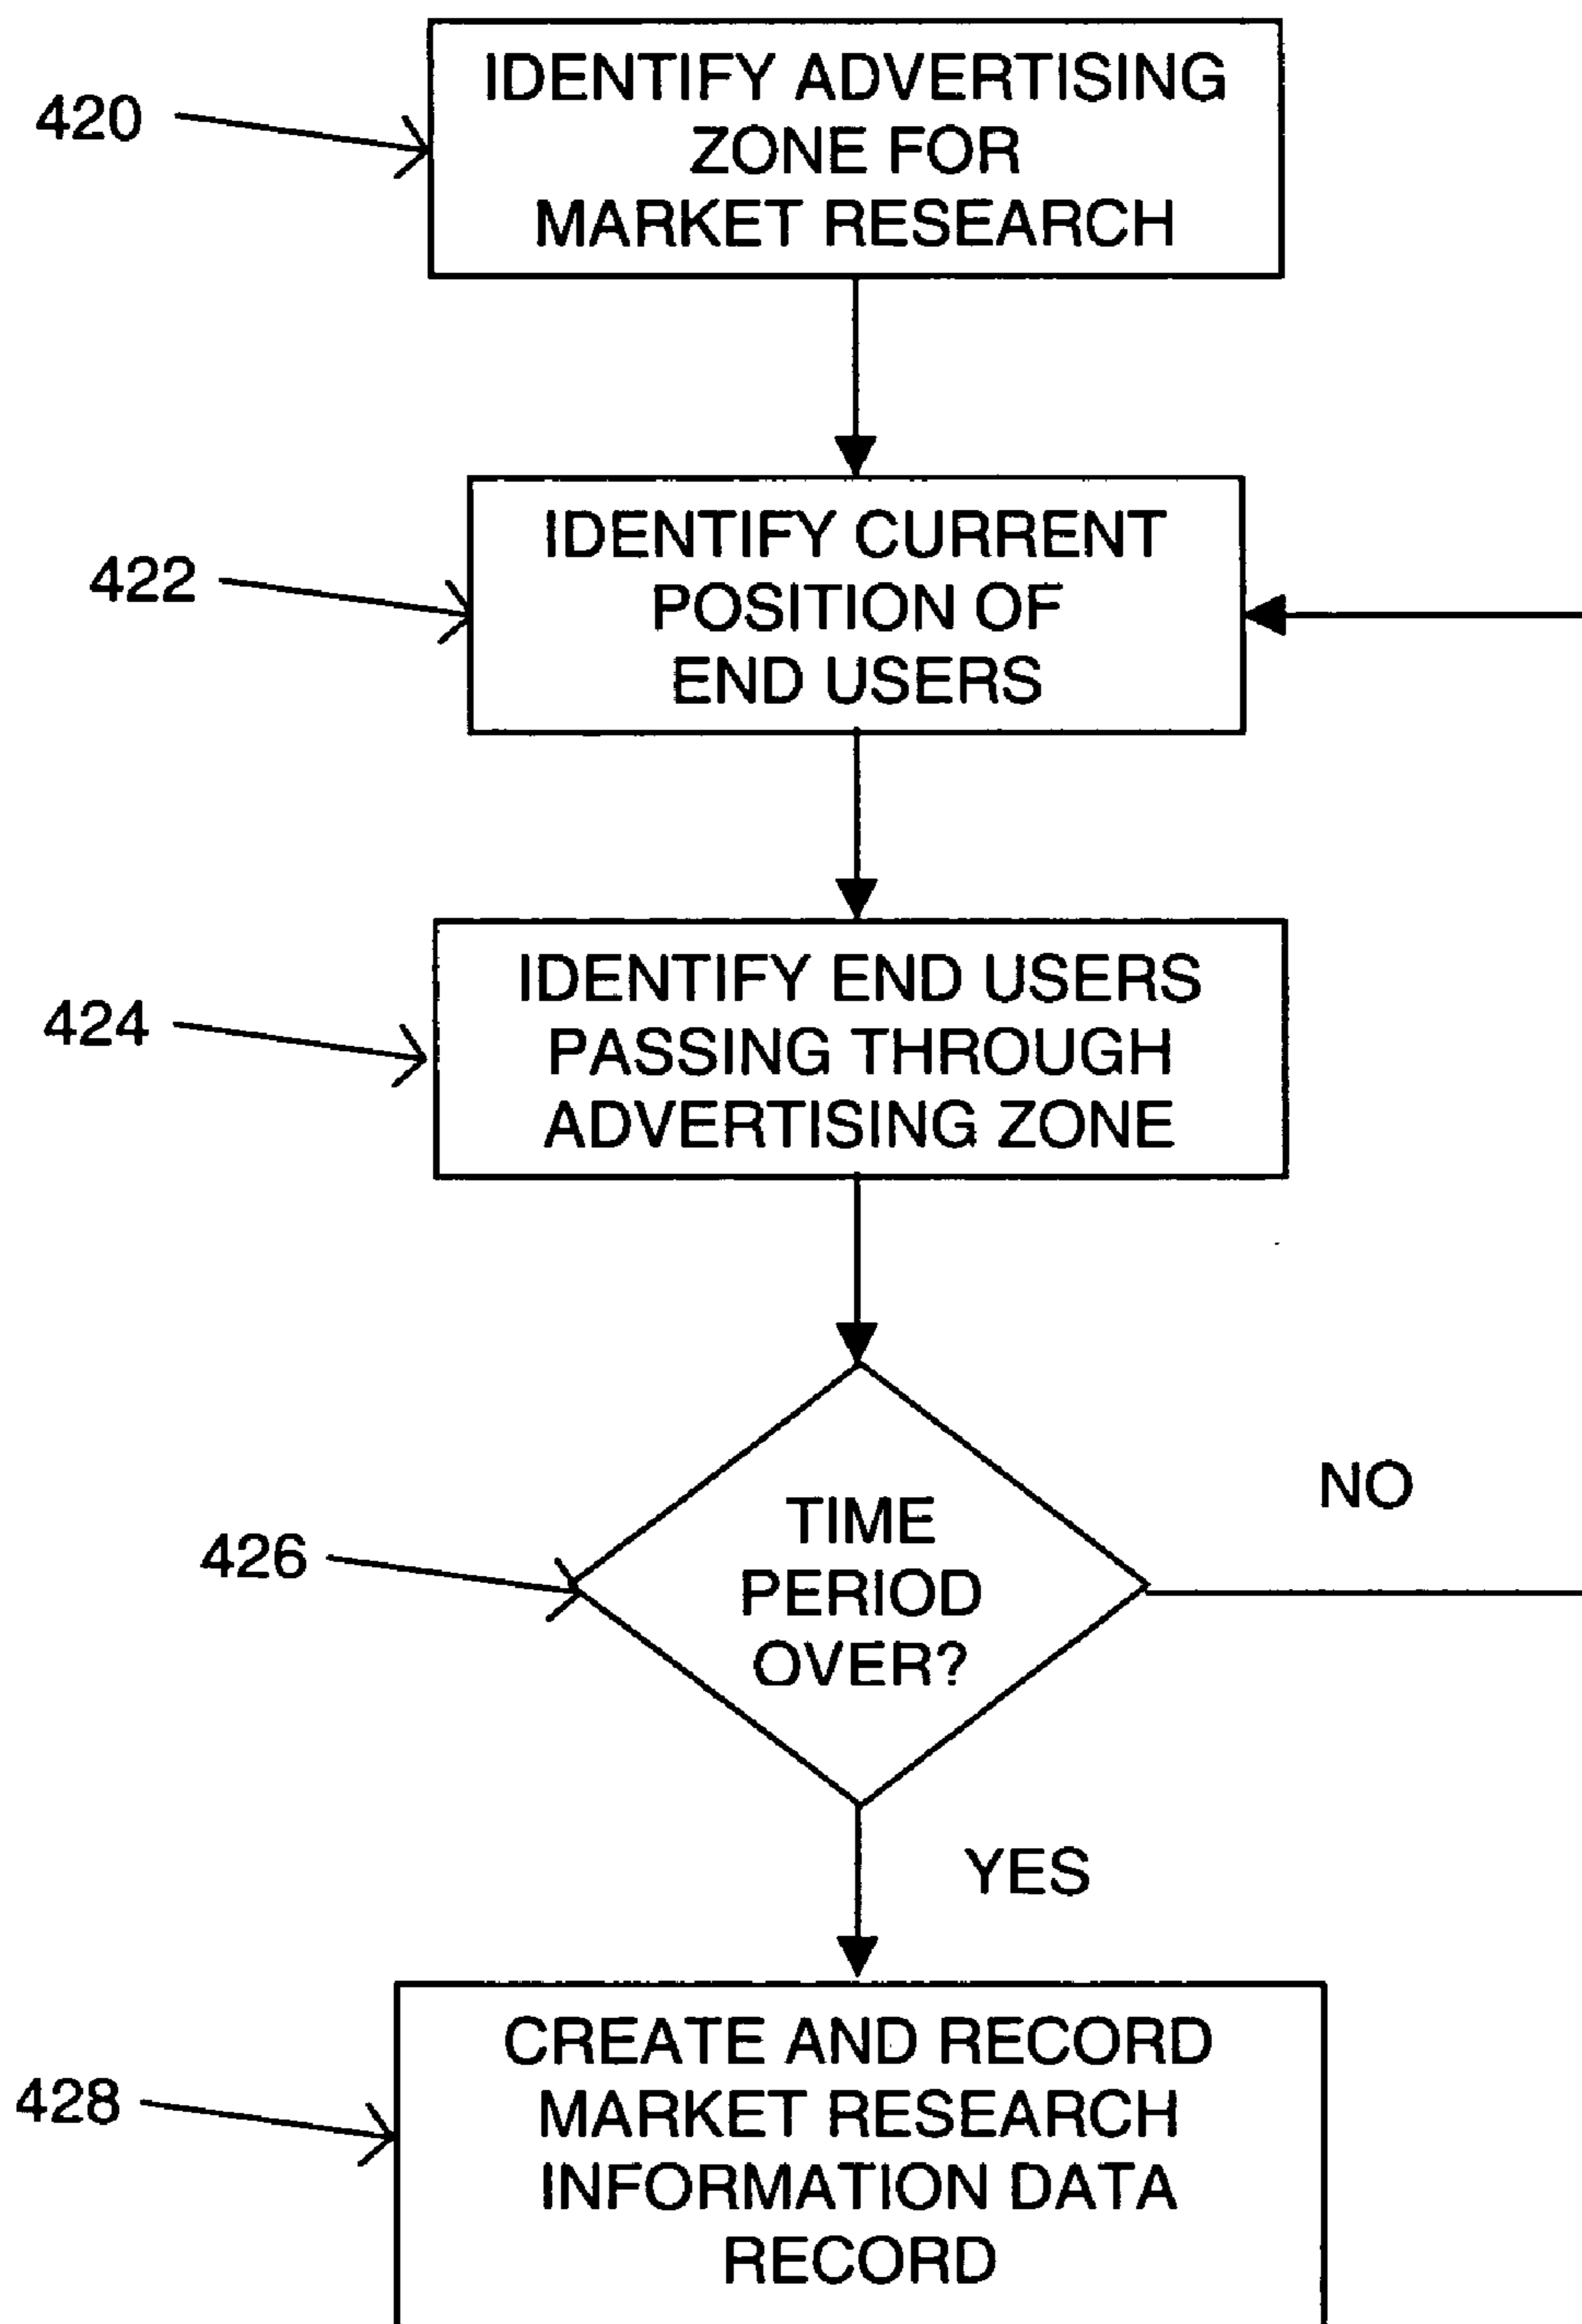 420
IDENTIFY ADVERTISING
ZONE FOR
MARKET RESEARCH
422
IDENTIFY CURRENT
POSITION OF
END USERS
424
IDENTIFY END USERS
PASSING THROUGH
ADVERTISING ZONE
426
TIME
PERIOD
OVER?
NO
YES
428
CREATE AND RECORD
MARKET RESEARCH
INFORMATION DATA
RECORD